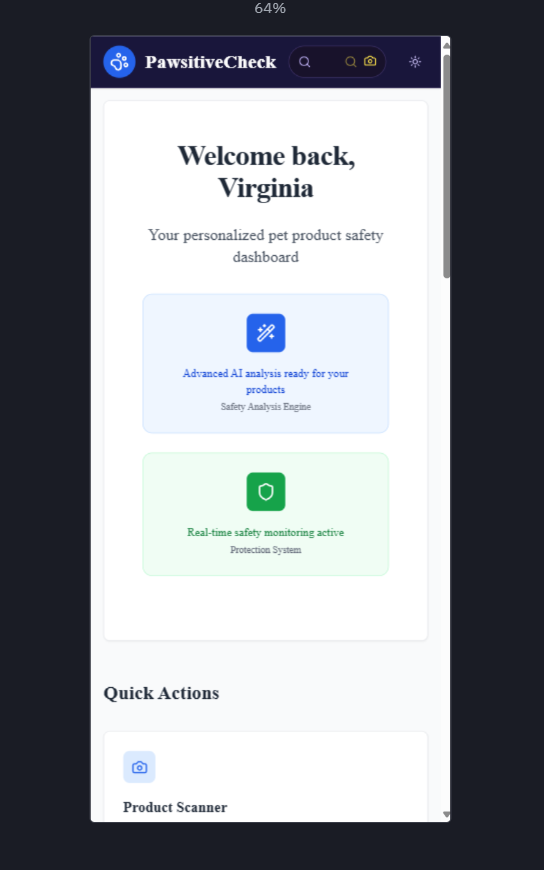 64%
PawsitiveCheck
Welcome back,
Virginia
Your personalized pet product safety
dashboard
Advanced AI analysis ready for your
products
Safety Analysis Engine
Real-time safety monitoring active
Protection System
Quick Actions
Product Scanner